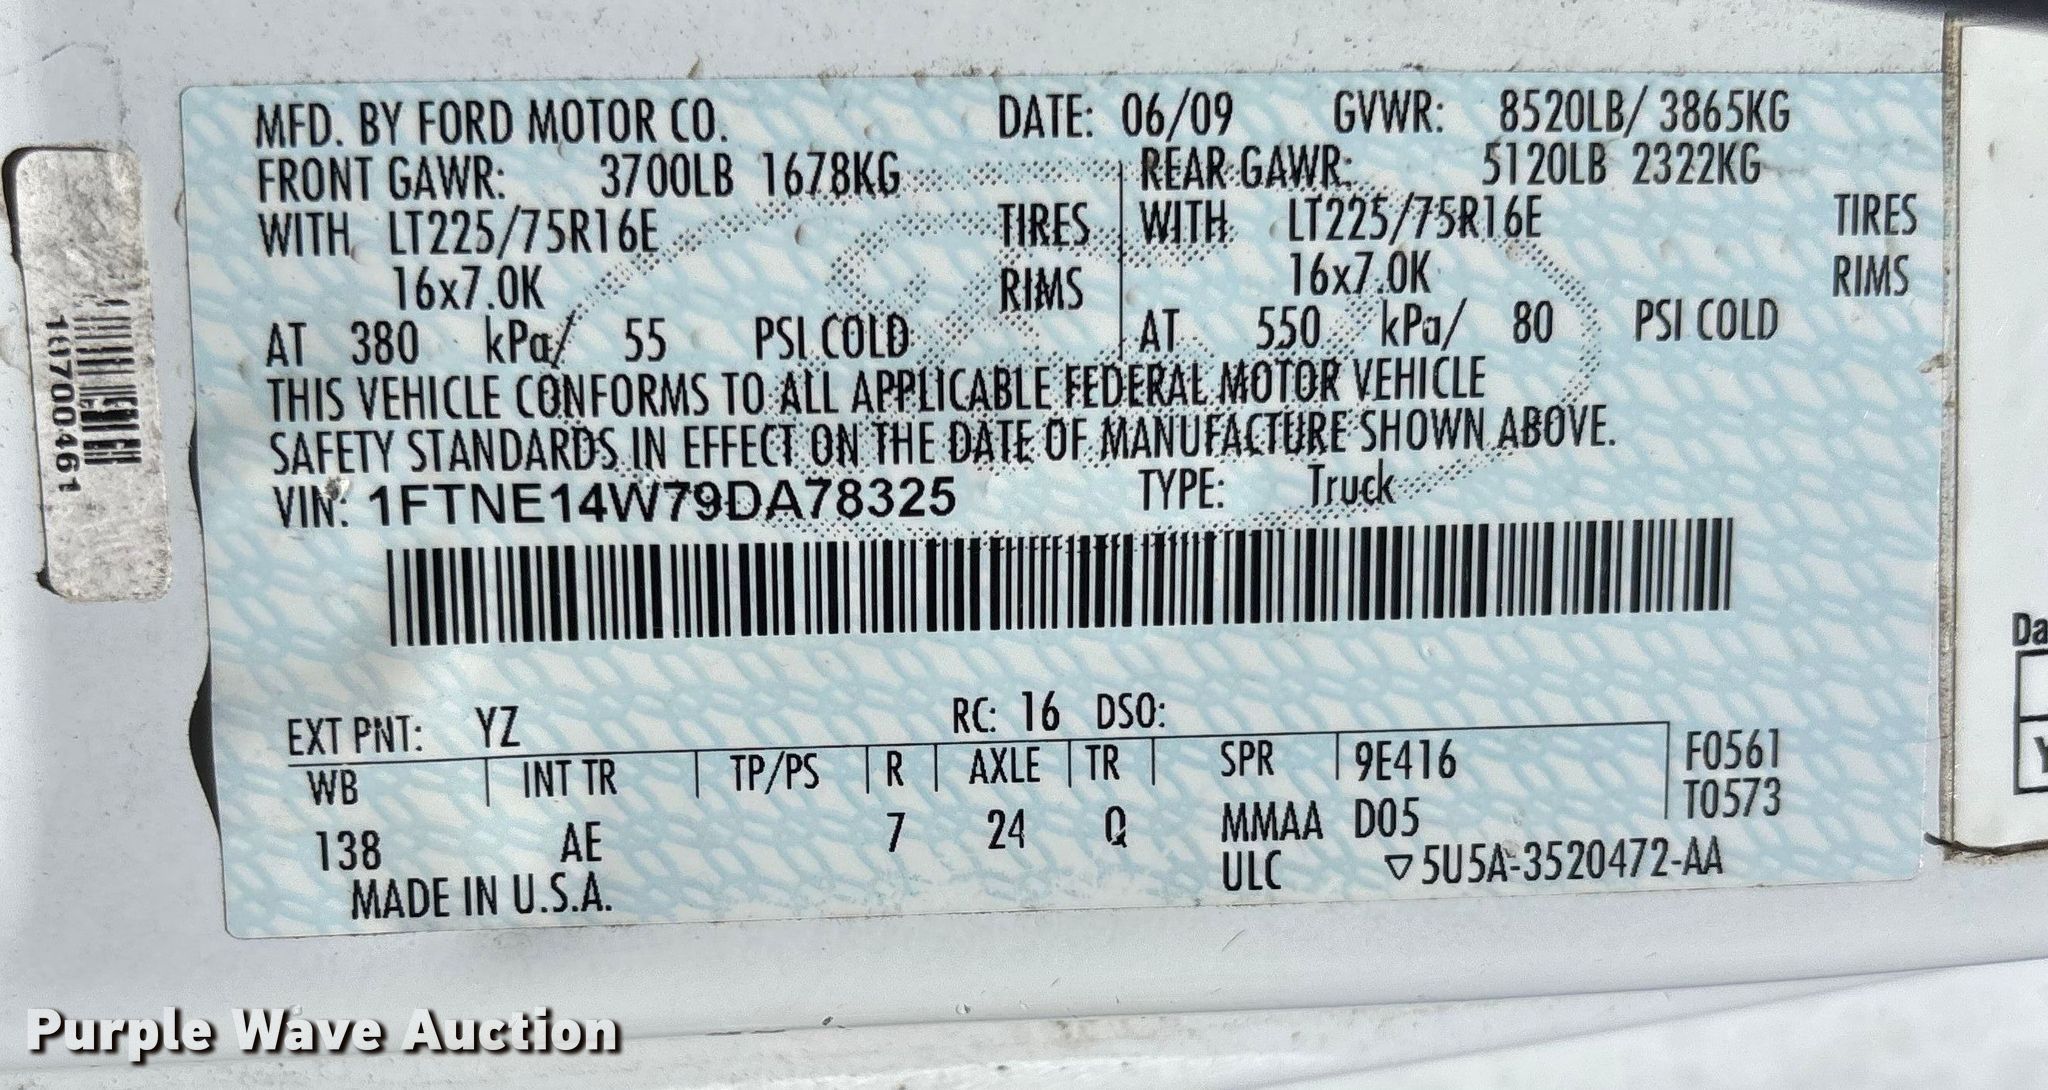 MFD. BY FORD MOTOR CO. DATE: 06/09 GVWR: 8520LB/ 3865KG
FRONT GAWR: 3700LB 1678KG REAR GAWR: 5120LB 2322KG
WITH LT225/75R16E TIRES WITH LT225/75R16E TIRES
16x7.0K RIMS 16x7.0K RIMS
AT 380 kPa/ 55 PSI COLD AT 550 kPa/ 80 PSI COLD
THIS VEHICLE CONFORMS TO ALL APPLICABLE FEDERAL MOTOR VEHICLE
SAFETY STANDARDS IN EFFECT ON THE DATE OF MANUFACTURE SHOWN ABOVE.
VIN: 1FTNE14W79DA78325 TYPE: Truck
EXT PNT: YZ RC: 16 DSO:
WB INT TR TP/PS R AXLE TR SPR 9E416 F0561
T0573
138 AE 7 24 Q MMAA D05
ULC ▽5U5A-3520472-AA
MADE IN U.S.A.
Purple Wave Auction